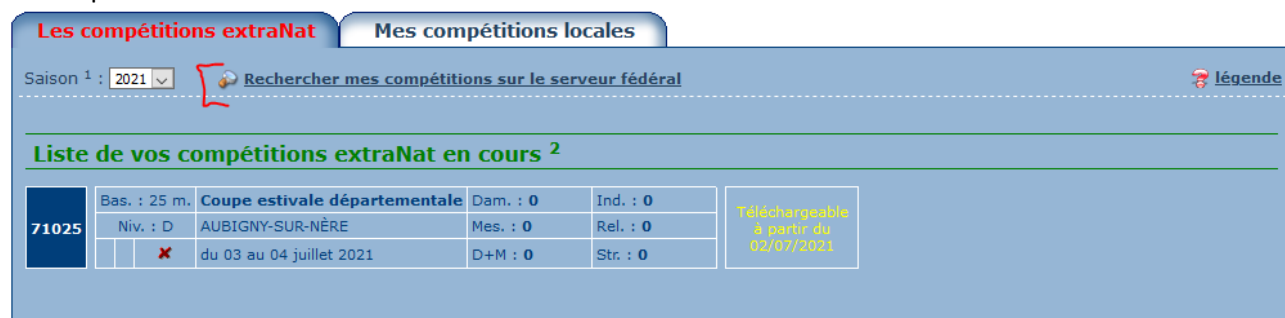 Les compétitions extraNat   Mes compétitions locales
Saison 1 : 2021   Rechercher mes compétitions sur le serveur fédéral   légende
Liste de vos compétitions extraNat en cours 2
71025
Bas. : 25 m.   Coupe estivale départementale   Dam. : 0   Ind. : 0
Niv. : D   AUBIGNY-SUR-NÈRE   Mes. : 0   Rel. : 0
du 03 au 04 juillet 2021   D+M : 0   Str. : 0
Téléchargeable
à partir du
02/07/2021